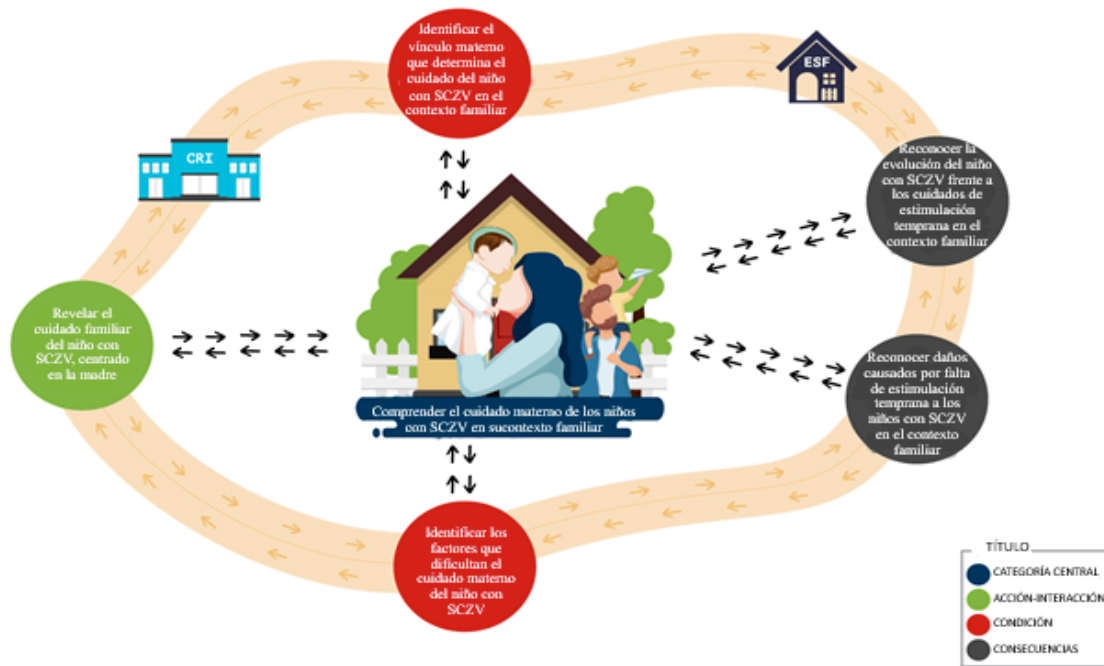 Identificar el
vínculo materno
que determina el
cuidado del niño
con SCZV en el
contexto familiar
ESF
CRI
Reconocer la
evolución del niño
con SCZV frente a
los cuidados de
estimulación
temprana en el
contexto familiar
Revelar el
cuidado familiar
del niño con
SCZV, centrado
en la madre
Reconocer daños
causados por falta
de estimulación
temprana a los
niños con SCZV
en el contexto
familiar
Comprender el cuidado materno de los niños
con SCZV en sucontexto familiar
Identificar los
factores que
dificultan el
cuidado materno
del niño con
SCZV
TÍTULO
CATEGORÍA CENTRAL
ACCIÓN-INTERACCIÓN
CONDICIÓN
CONSECUENCIAS